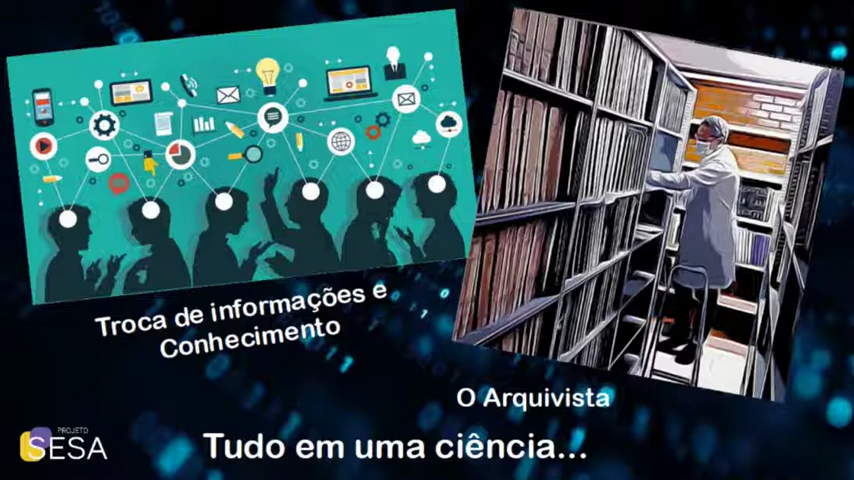 Troca de informações e
Conhecimento
O Arquivista
PROJETO
SESA
Tudo em uma ciência...